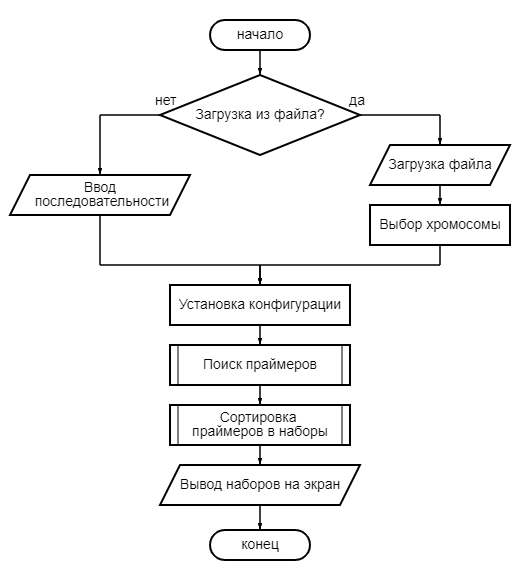 начало
нет
да
Загрузка из файла?
Загрузка файла
Ввод
последовательности
Выбор хромосомы
Установка конфигурации
Поиск праймеров
Сортировка
праймеров в наборы
Вывод наборов на экран
конец